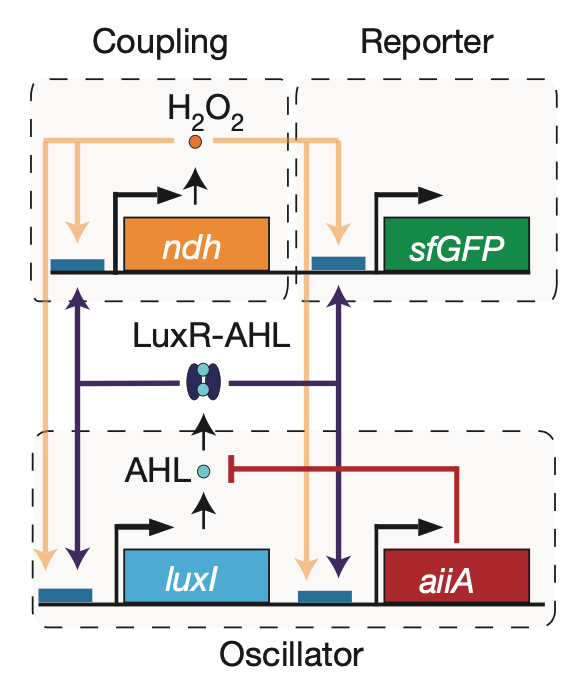 Coupling
Reporter
H₂O₂
ndh
sfGFP
LuxR-AHL
AHL
luxI
aiiA
Oscillator